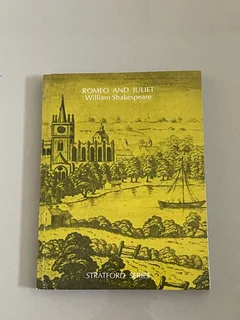 ROMEO AND JULIET
William Shakespeare
STRATFORD SERIES